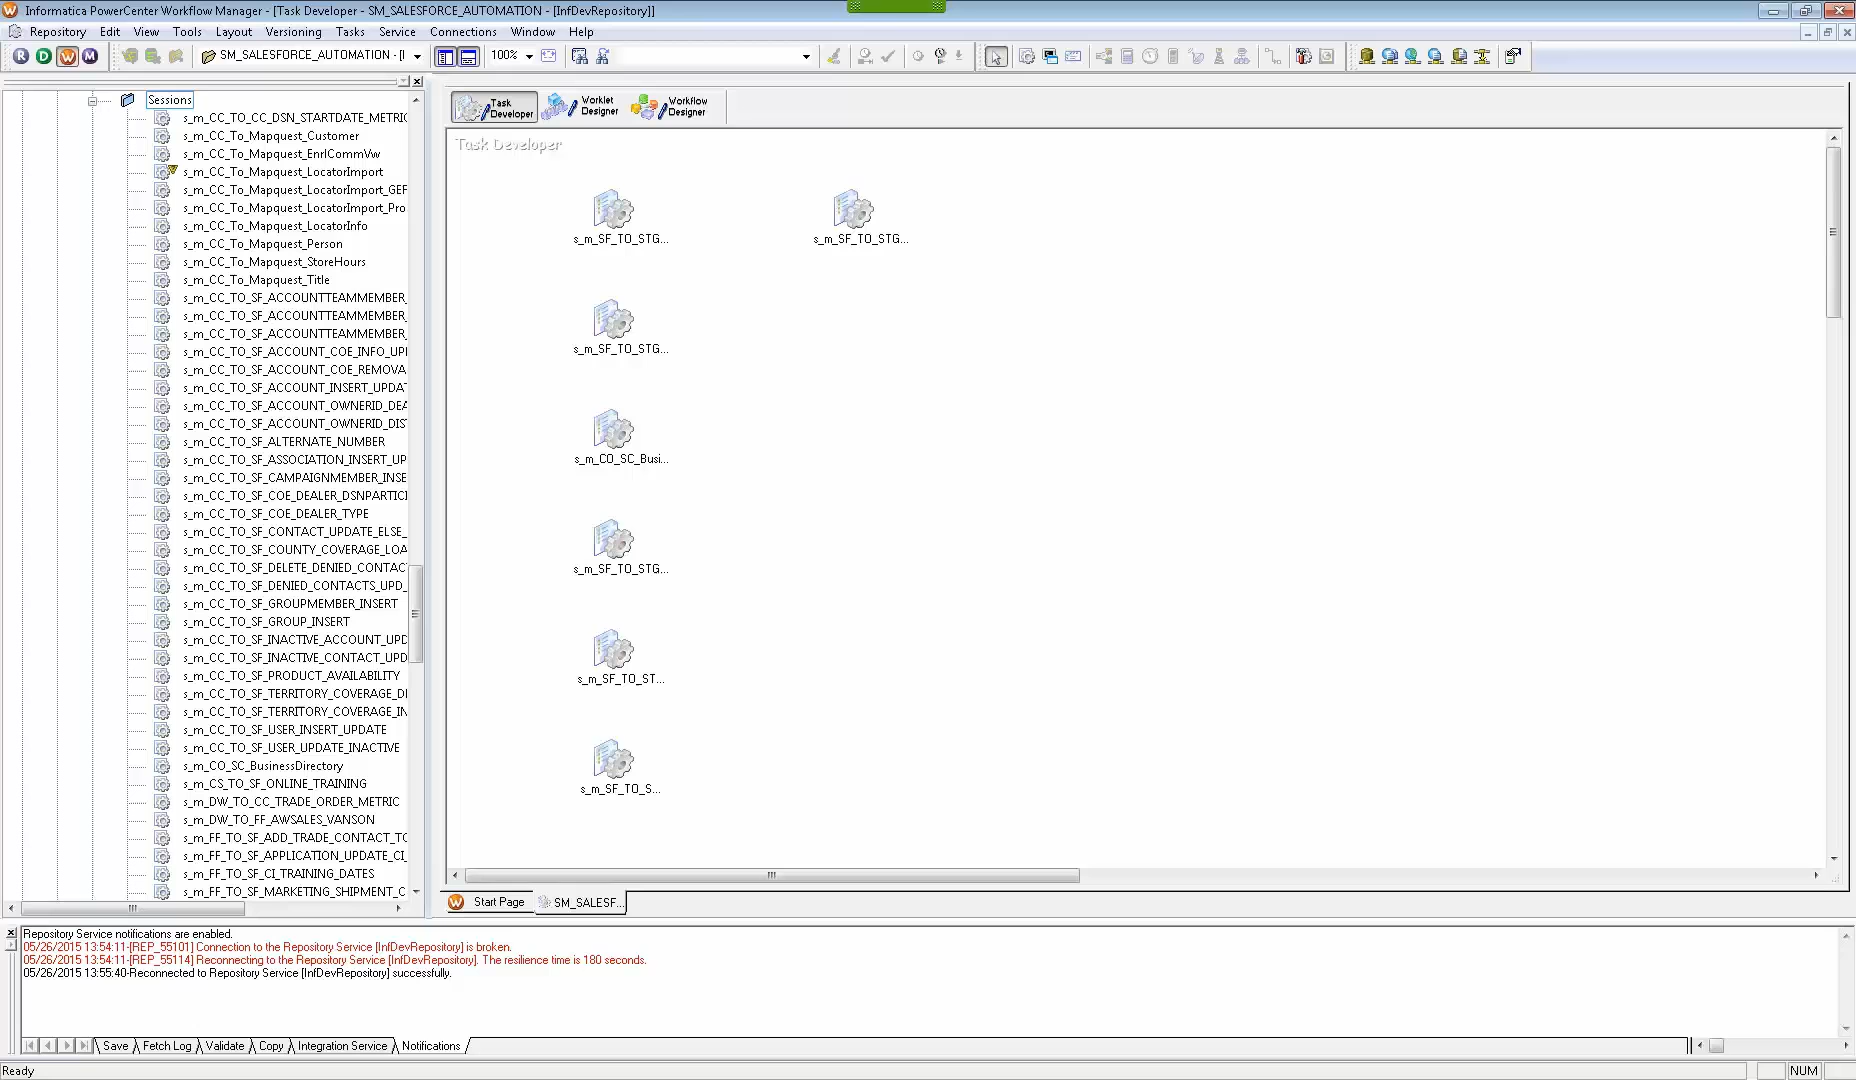 Informatica PowerCenter Workflow Manager - [Task Developer - SM_SALESFORCE_AUTOMATION - [InfDevRepository]]
Repository Edit View Tools Layout Versioning Tasks Service Connections Window Help
R D W M SM_SALESFORCE_AUTOMATION - [I 100%
Sessions
s_m_CC_TO_CC_DSN_STARTDATE_METRIC
s_m_CC_To_Mapquest_Customer
s_m_CC_To_Mapquest_EnrlCommVw
s_m_CC_To_Mapquest_LocatorImport
s_m_CC_To_Mapquest_LocatorImport_GEF
s_m_CC_To_Mapquest_LocatorImport_Pro
s_m_CC_To_Mapquest_LocatorInfo
s_m_CC_To_Mapquest_Person
s_m_CC_To_Mapquest_StoreHours
s_m_CC_To_Mapquest_Title
s_m_CC_TO_SF_ACCOUNTTEAMMEMBER_
s_m_CC_TO_SF_ACCOUNTTEAMMEMBER_
s_m_CC_TO_SF_ACCOUNTTEAMMEMBER_
s_m_CC_TO_SF_ACCOUNT_COE_INFO_UPI
s_m_CC_TO_SF_ACCOUNT_COE_REMOVA
s_m_CC_TO_SF_ACCOUNT_INSERT_UPDAT
s_m_CC_TO_SF_ACCOUNT_OWNERID_DEA
s_m_CC_TO_SF_ACCOUNT_OWNERID_DIS
s_m_CC_TO_SF_ALTERNATE_NUMBER
s_m_CC_TO_SF_ASSOCIATION_INSERT_UP
s_m_CC_TO_SF_CAMPAIGNMEMBER_INSE
s_m_CC_TO_SF_COE_DEALER_DSNPARTICI
s_m_CC_TO_SF_COE_DEALER_TYPE
s_m_CC_TO_SF_CONTACT_UPDATE_ELSE_
s_m_CC_TO_SF_COUNTY_COVERAGE_LOA
s_m_CC_TO_SF_DELETE_DENIED_CONTAC
s_m_CC_TO_SF_DENIED_CONTACTS_UPD_
s_m_CC_TO_SF_GROUPMEMBER_INSERT
s_m_CC_TO_SF_GROUP_INSERT
s_m_CC_TO_SF_INACTIVE_ACCOUNT_UPD
s_m_CC_TO_SF_INACTIVE_CONTACT_UPD
s_m_CC_TO_SF_PRODUCT_AVAILABILITY
s_m_CC_TO_SF_TERRITORY_COVERAGE_DI
s_m_CC_TO_SF_TERRITORY_COVERAGE_IN
s_m_CC_TO_SF_USER_INSERT_UPDATE
s_m_CC_TO_SF_USER_UPDATE_INACTIVE
s_m_CO_SC_BusinessDirectory
s_m_CS_TO_SF_ONLINE_TRAINING
s_m_DW_TO_CC_TRADE_ORDER_METRIC
s_m_DW_TO_FF_AWSALES_VANSON
s_m_FF_TO_SF_ADD_TRADE_CONTACT_TC
s_m_FF_TO_SF_APPLICATION_UPDATE_CI_
s_m_FF_TO_SF_CI_TRAINING_DATES
s_m_FF_TO_SF_MARKETING_SHIPMENT_C
Task Developer
Worklet Designer
Workflow Designer
Task Developer
s_m_SF_TO_STG...
s_m_SF_TO_STG...
s_m_SF_TO_STG...
s_m_CO_SC_Busi...
s_m_SF_TO_STG...
s_m_SF_TO_ST...
s_m_SF_TO_S...
Start Page SM_SALESF...
Repository Service notifications are enabled.
05/26/2015 13:54:11-[REP_55101] Connection to the Repository Service [InfDevRepository] is broken.
05/26/2015 13:54:11-[REP_55114] Reconnecting to the Repository Service [InfDevRepository]. The resilience time is 180 seconds.
05/26/2015 13:55:40-Reconnected to Repository Service [InfDevRepository] successfully.
Save Fetch Log Validate Copy Integration Service Notifications
Ready
NUM